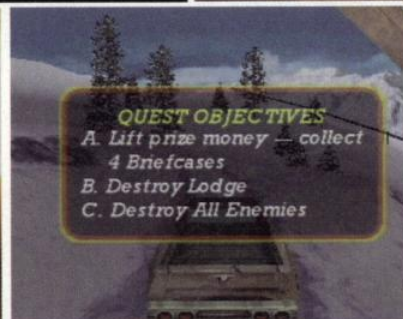 QUEST OBJECTIVES
A. Lift prize money — collect
4 Briefcases
B. Destroy Lodge
C. Destroy All Enemies